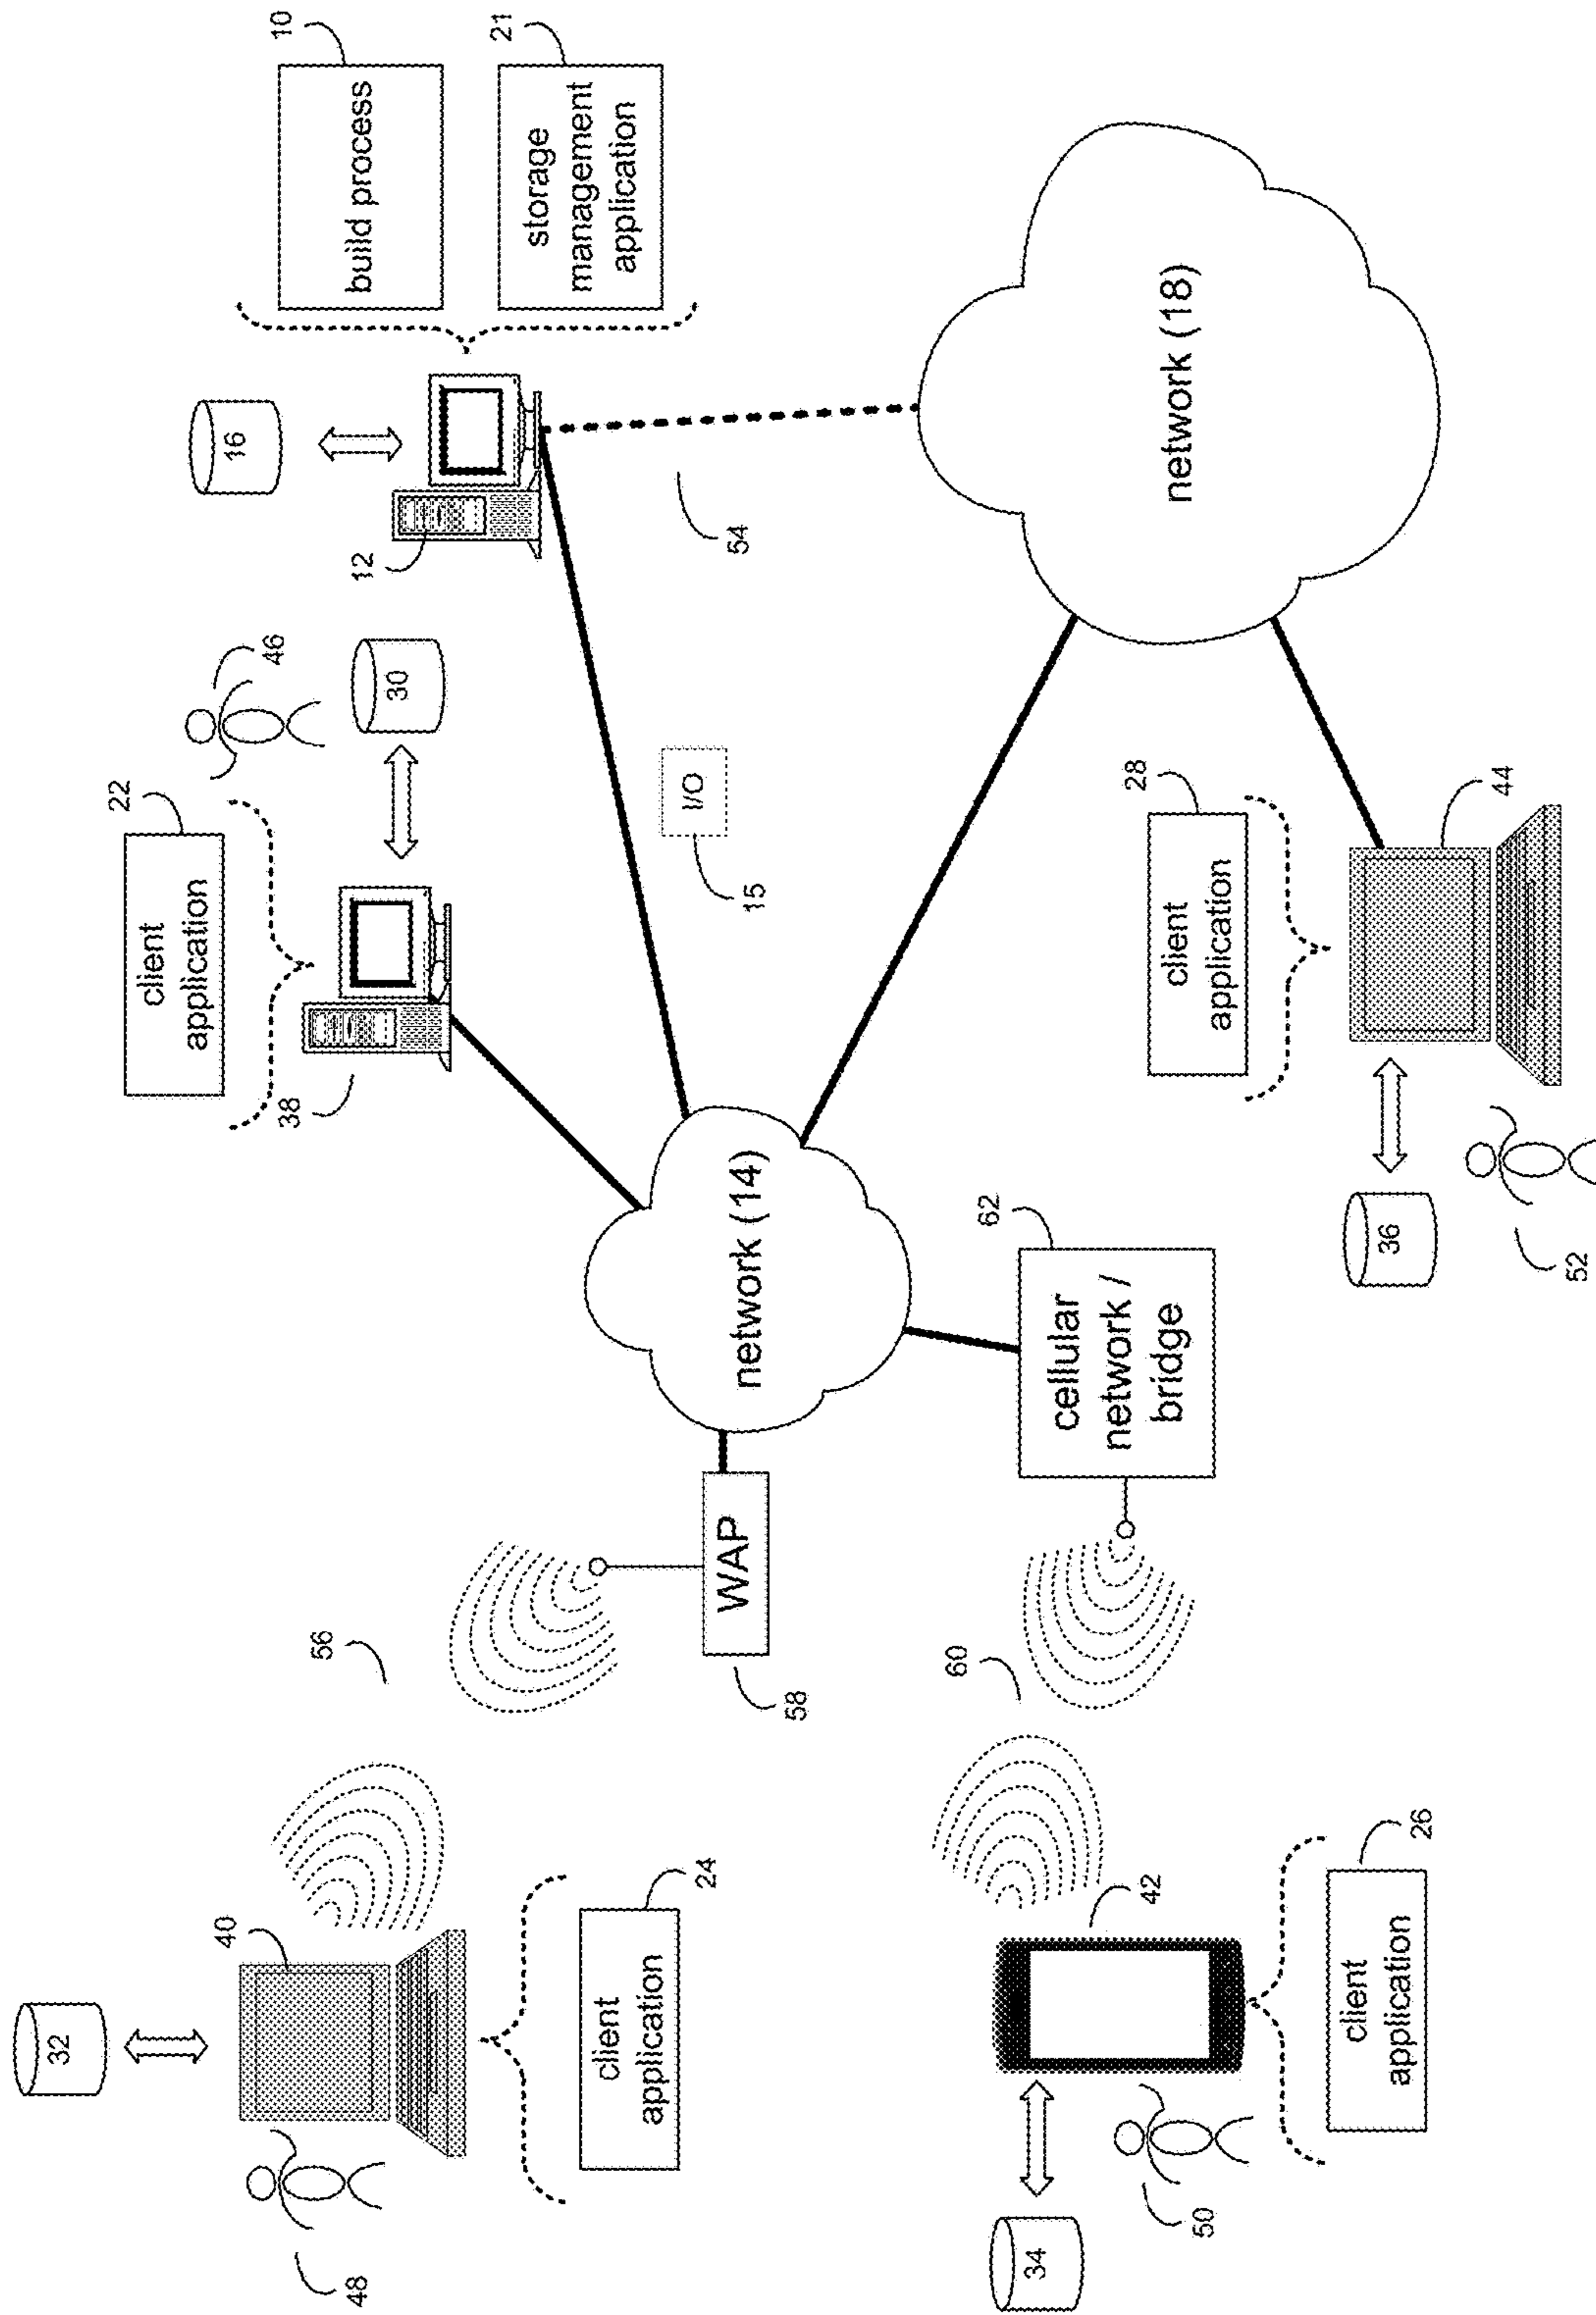 32
48
40
56
client
application
24
client
application
22
38
46
30
16
12
build process
10
storage
management
application
21
WAP
58
network (14)
I/O
15
54
34
50
42
60
client
application
26
cellular
network /
bridge
62
network (18)
client
application
28
36
52
44